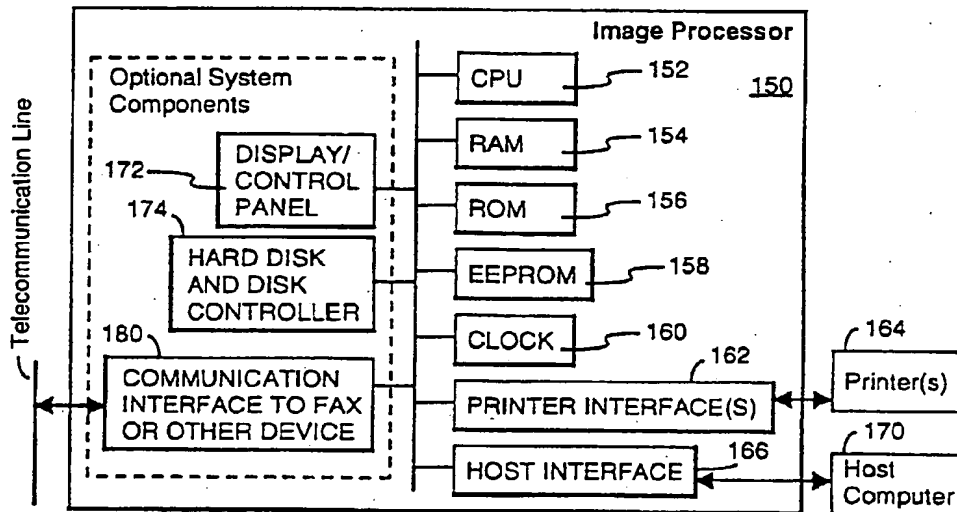 Image Processor
150
Optional System
Components
Telecommunication Line
172
DISPLAY/
CONTROL
PANEL
174
HARD DISK
AND DISK
CONTROLLER
180
COMMUNICATION
INTERFACE TO FAX
OR OTHER DEVICE
CPU
152
RAM
154
ROM
156
EEPROM
158
CLOCK
160
162
PRINTER INTERFACE(S)
164
Printer(s)
HOST INTERFACE
166
170
Host
Computer